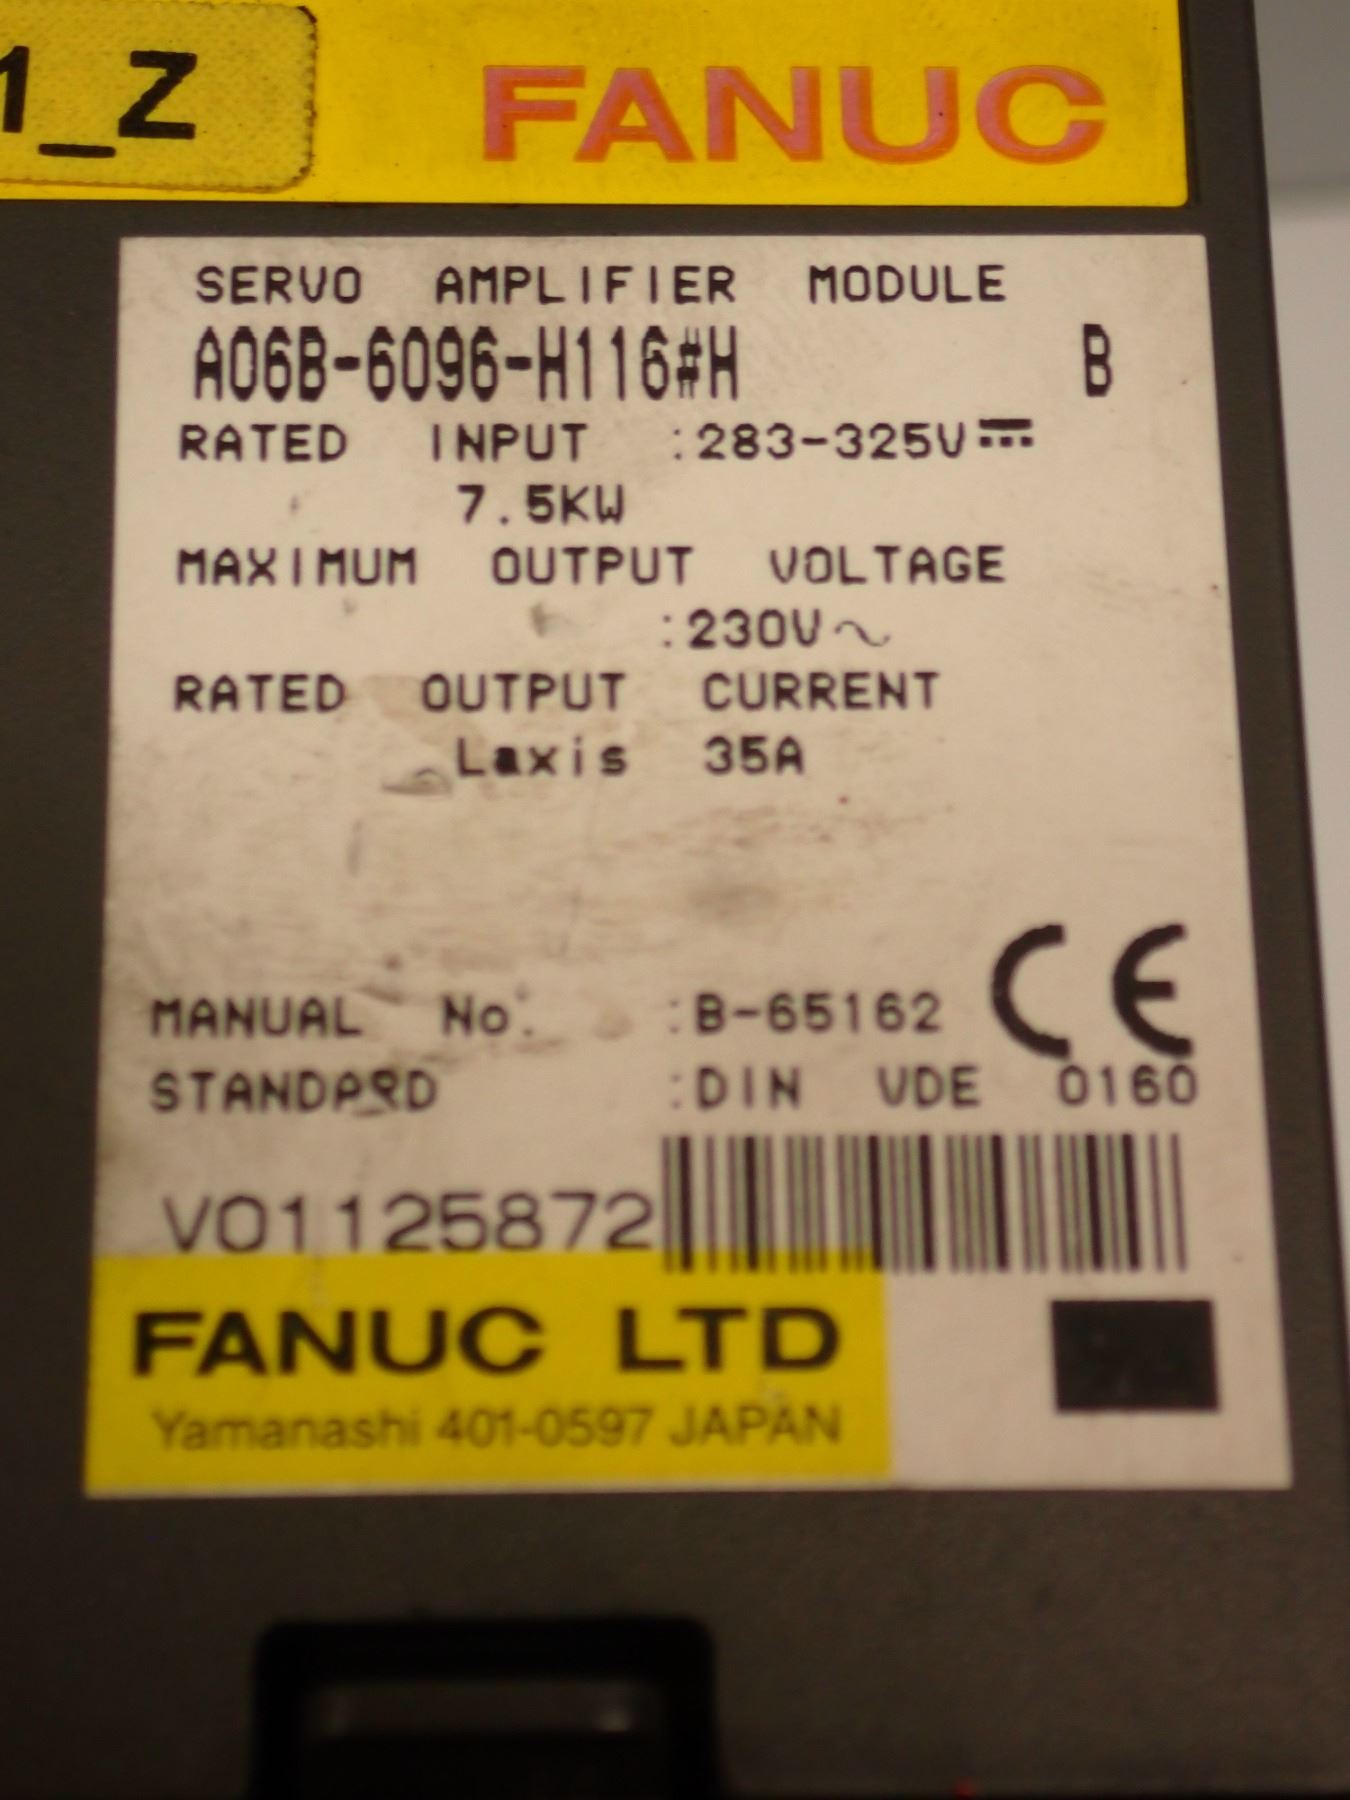 1_Z
FANUC
SERVO AMPLIFIER MODULE
A06B-6096-H116#H B
RATED INPUT :283-325V⎓
7.5KW
MAXIMUM OUTPUT VOLTAGE
:230V~
RATED OUTPUT CURRENT
Laxis 35A
MANUAL No. :B-65162
CE
STANDARD :DIN VDE 0160
V01125872
FANUC LTD
Yamanashi 401-0597 JAPAN